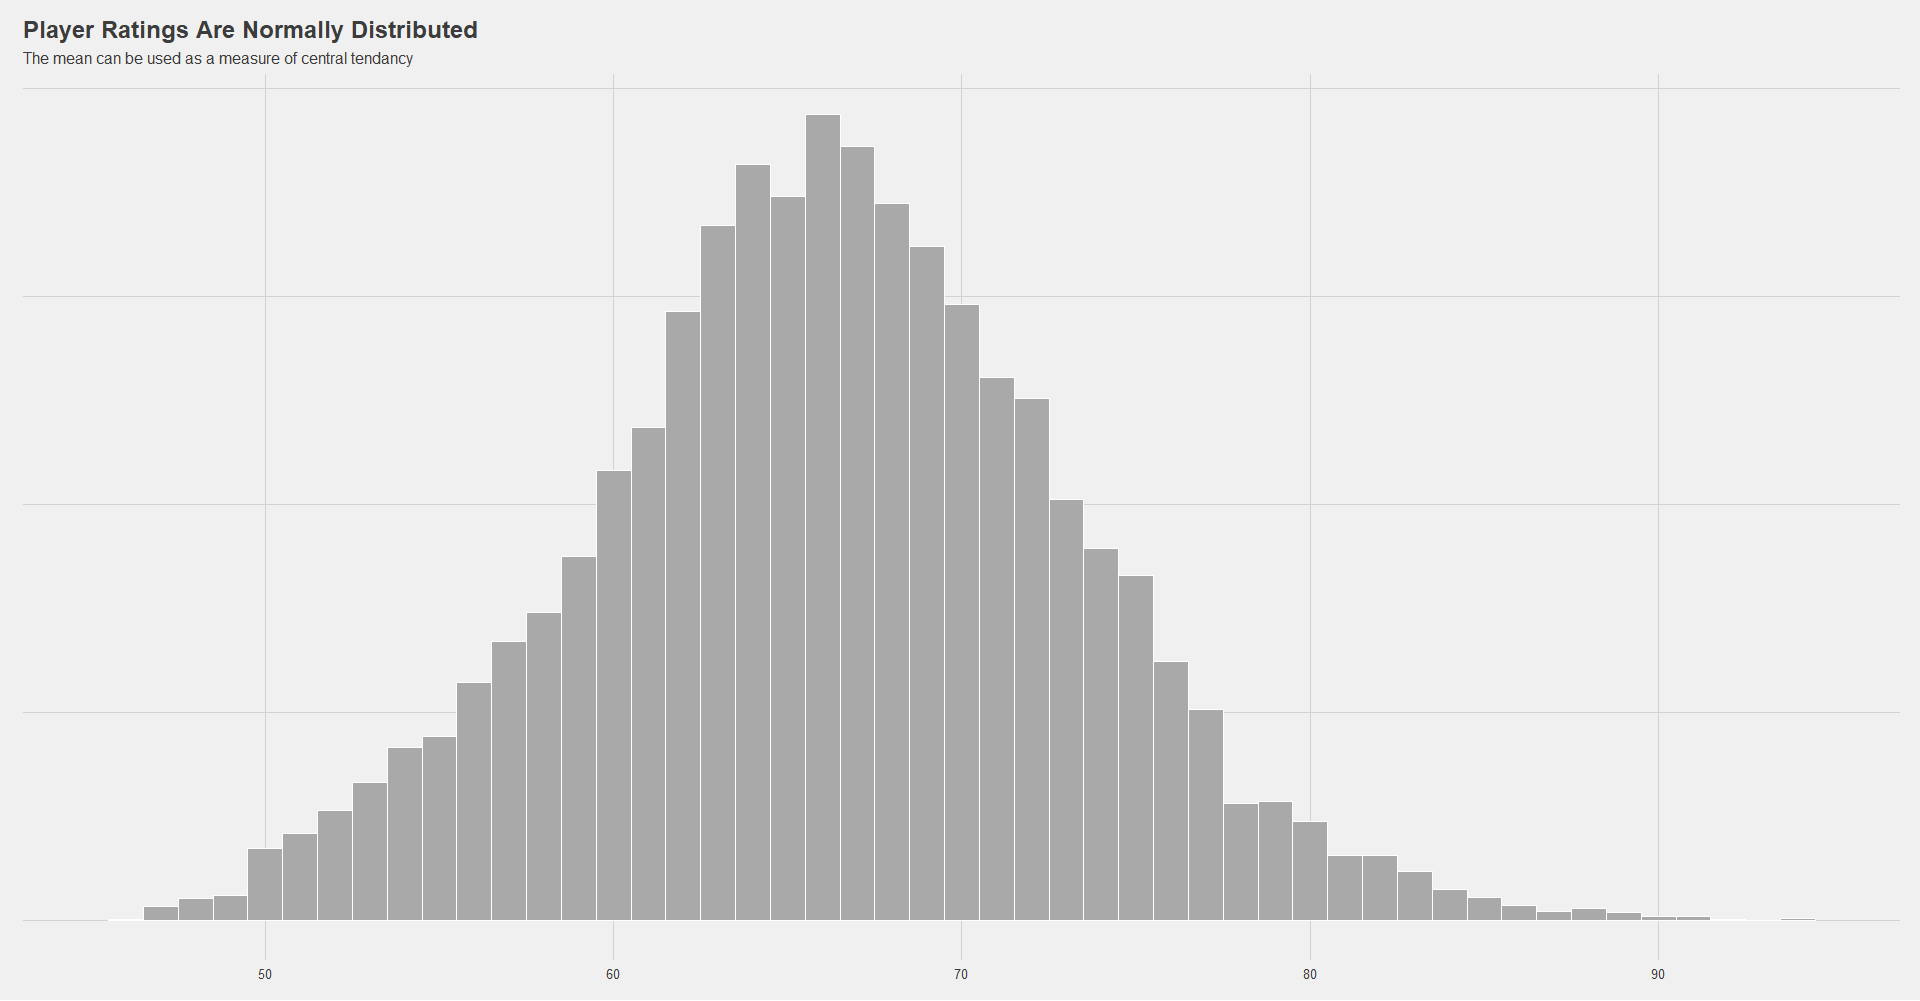 Player Ratings Are Normally Distributed
The mean can be used as a measure of central tendancy
50 60 70 80 90